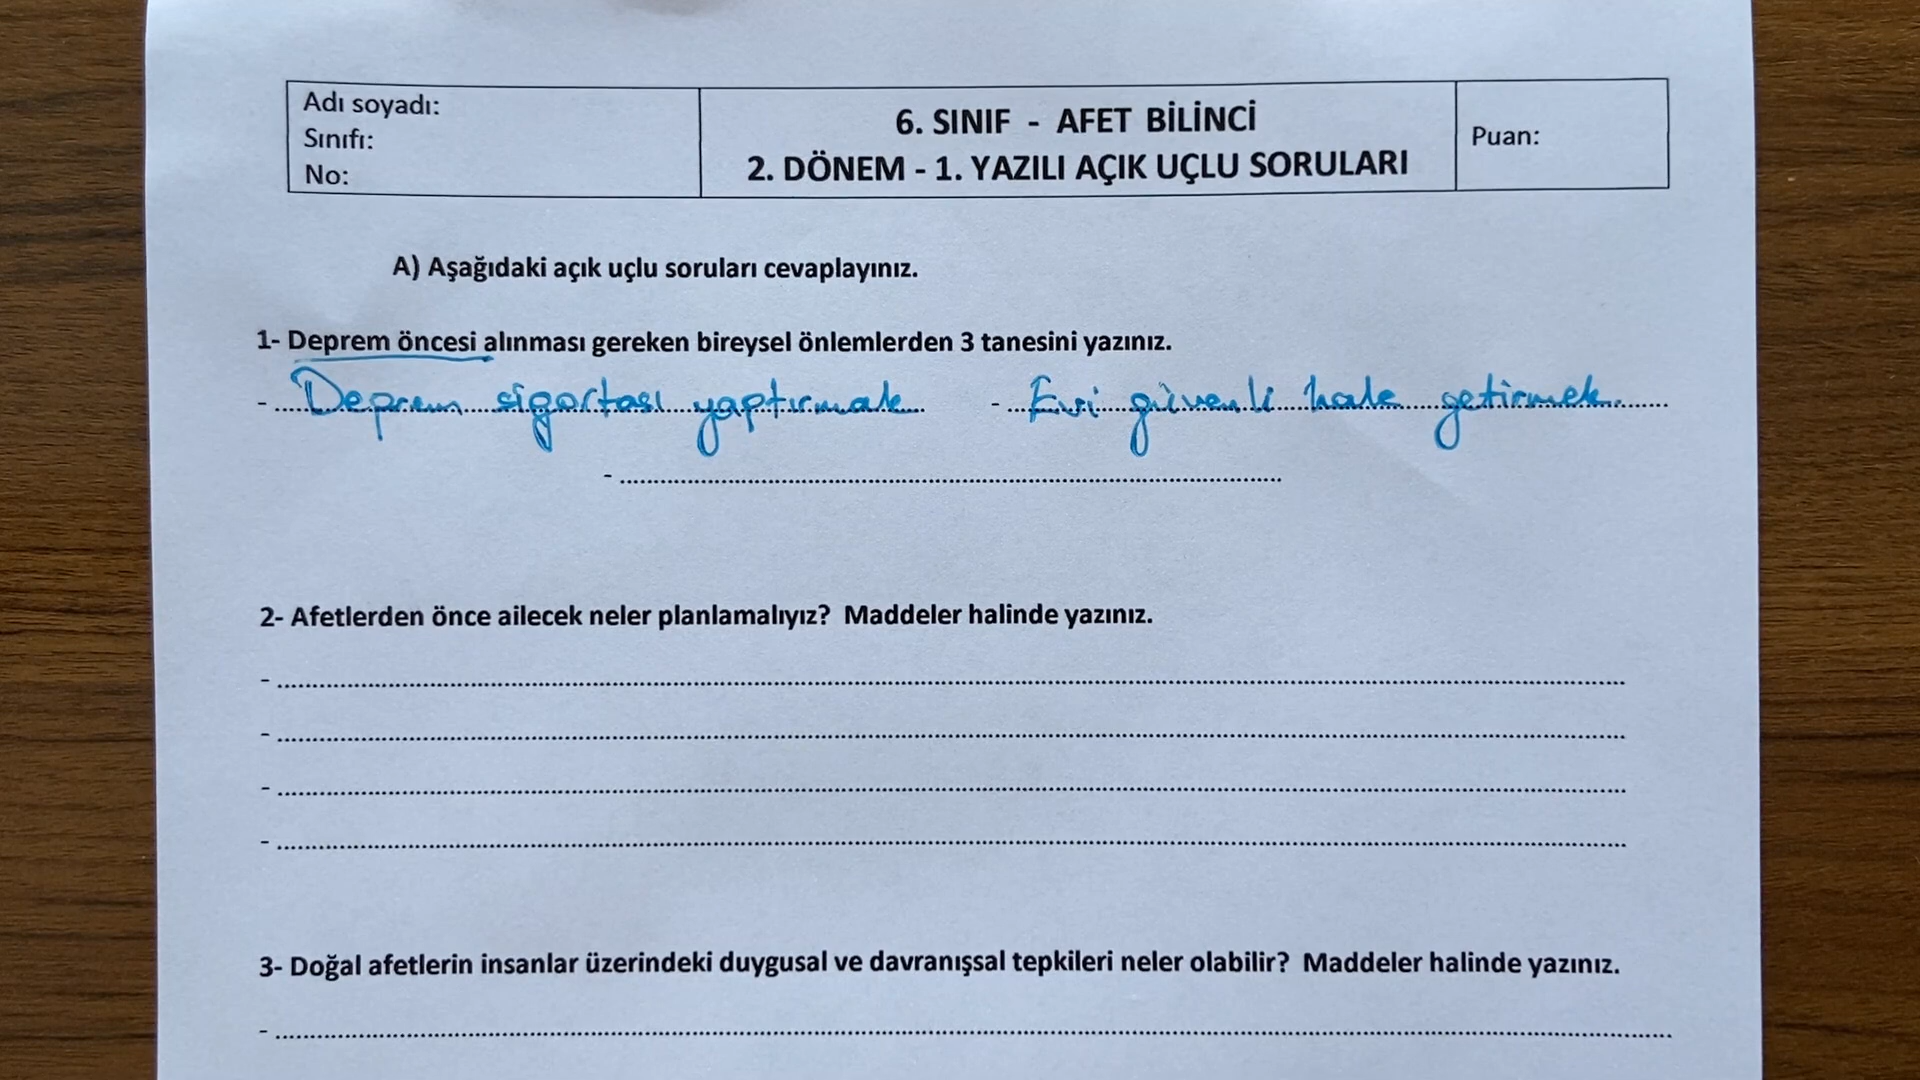 Adı soyadı:
Sınıfı:
No:
6. SINIF - AFET BİLİNCİ
2. DÖNEM - 1. YAZILI AÇIK UÇLU SORULARI
Puan:
A) Aşağıdaki açık uçlu soruları cevaplayınız.
1- Deprem öncesi alınması gereken bireysel önlemlerden 3 tanesini yazınız.
- Deprem sigortası yaptırmak - Evi güvenli hale getirmek.
-
2- Afetlerden önce ailecek neler planlamalıyız? Maddeler halinde yazınız.
-
-
-
-
3- Doğal afetlerin insanlar üzerindeki duygusal ve davranışsal tepkileri neler olabilir? Maddeler halinde yazınız.
-